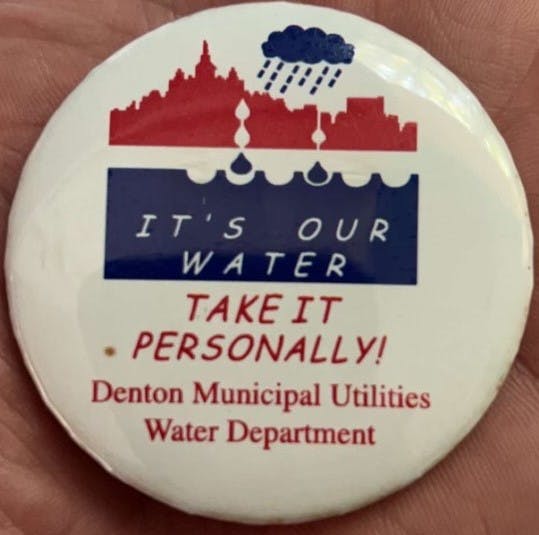 IT'S OUR
WATER
TAKE IT
PERSONALLY!
Denton Municipal Utilities
Water Department